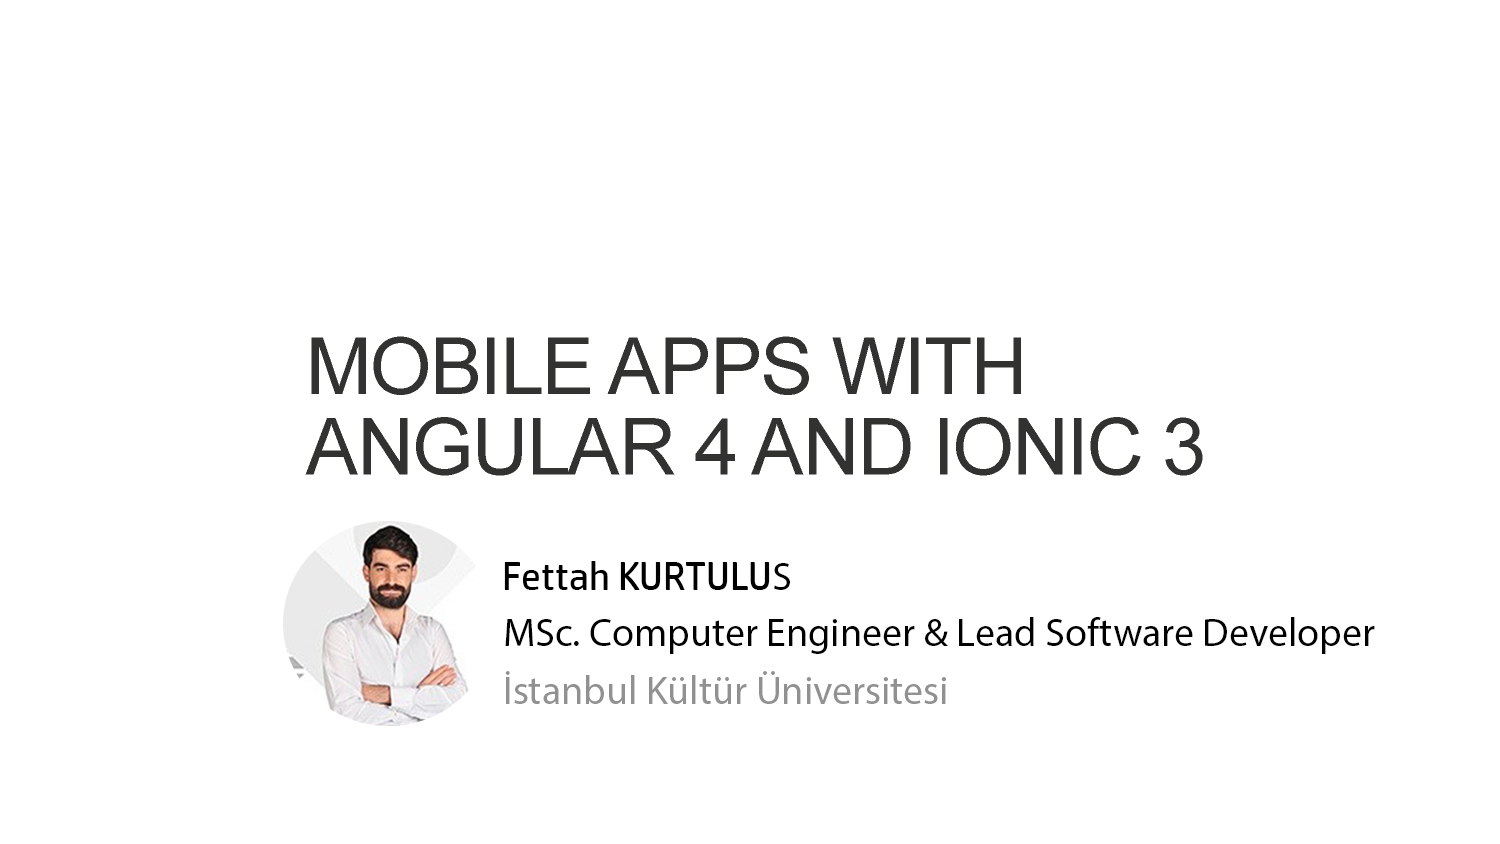 MOBILE APPS WITH
ANGULAR 4 AND IONIC 3
Fettah KURTULUS
MSc. Computer Engineer & Lead Software Developer
İstanbul Kültür Üniversitesi